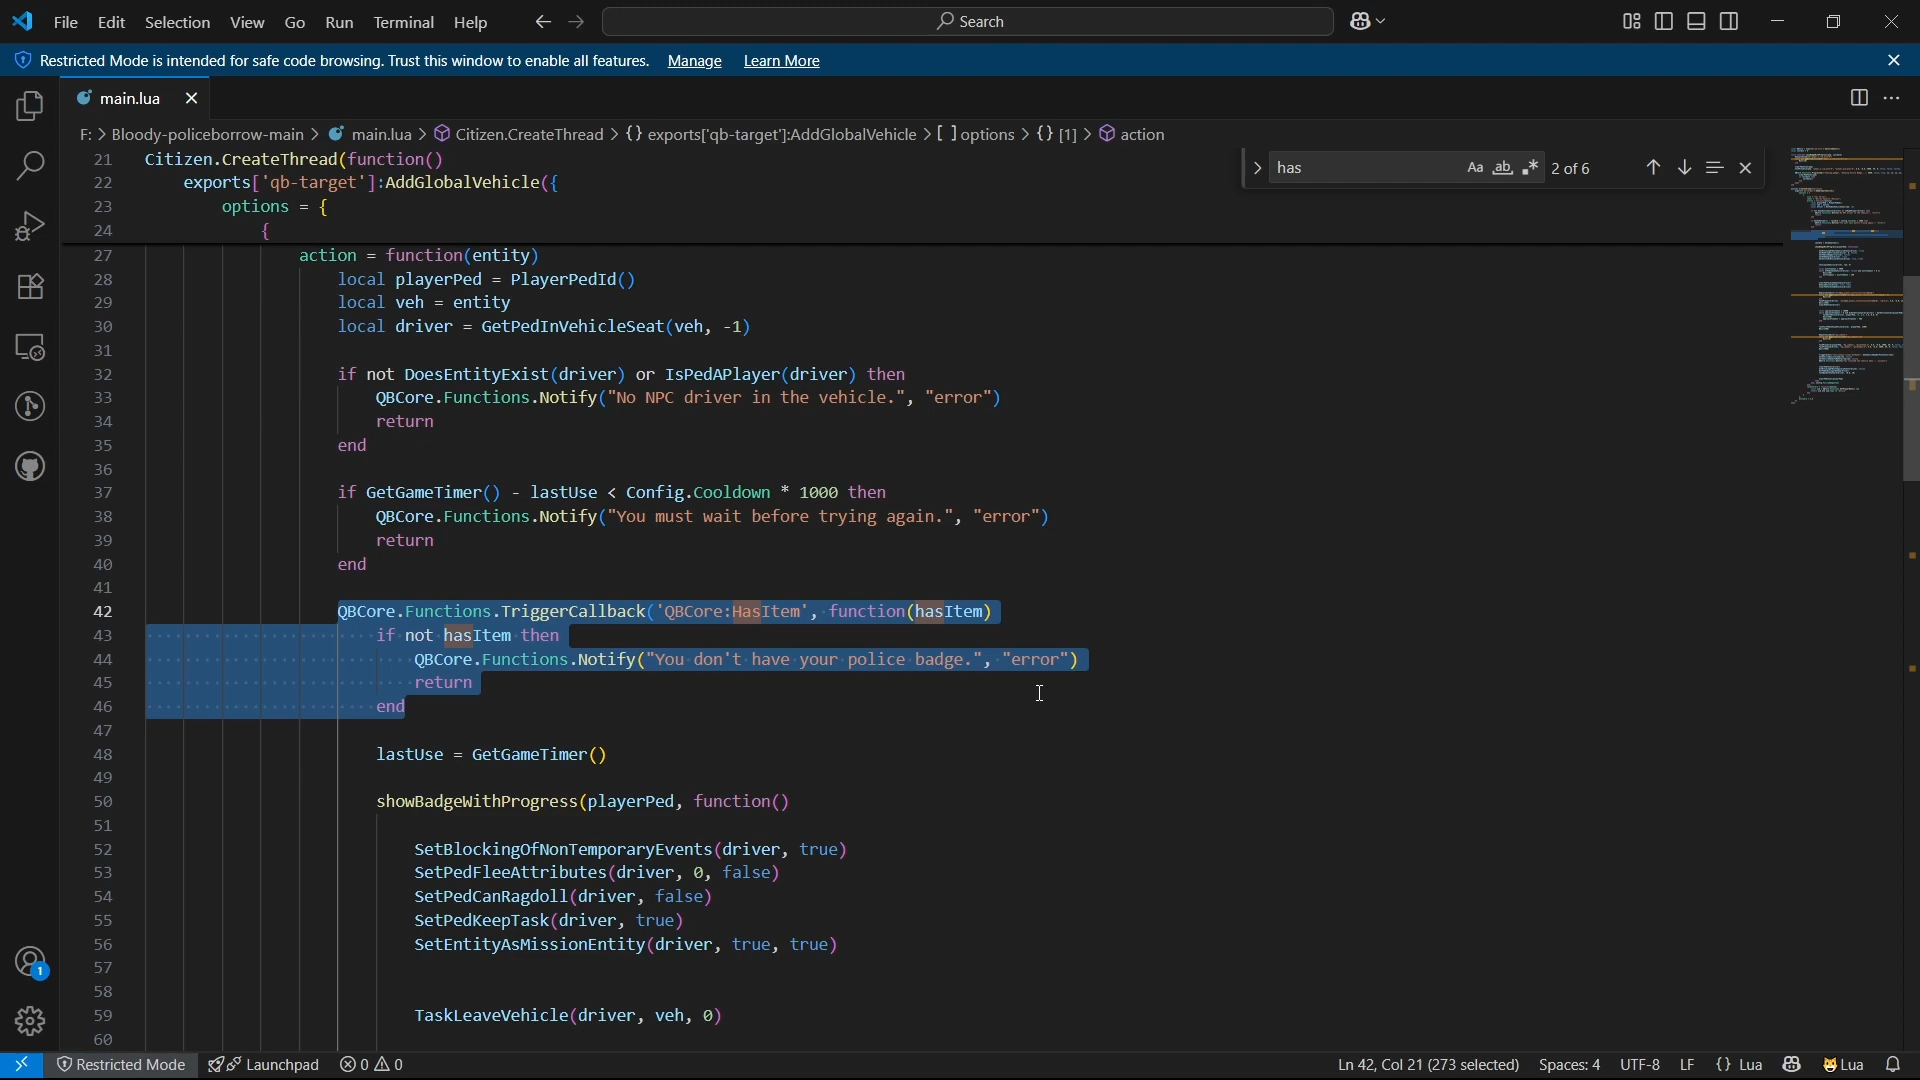 File Edit Selection View Go Run Terminal Help Search
Restricted Mode is intended for safe code browsing. Trust this window to enable all features. Manage Learn More
main.lua
F: > Bloody-policeborrow-main > main.lua > Citizen.CreateThread > {} exports['qb-target']:AddGlobalVehicle > [ ] options > {} [1] > action
has Aa ab 2 of 6
21 Citizen.CreateThread(function()
22 exports['qb-target']:AddGlobalVehicle({
23 options = {
24 {
27 action = function(entity)
28 local playerPed = PlayerPedId()
29 local veh = entity
30 local driver = GetPedInVehicleSeat(veh, -1)
31
32 if not DoesEntityExist(driver) or IsPedAPlayer(driver) then
33 QBCore.Functions.Notify("No NPC driver in the vehicle.", "error")
34 return
35 end
36
37 if GetGameTimer() - lastUse < Config.Cooldown * 1000 then
38 QBCore.Functions.Notify("You must wait before trying again.", "error")
39 return
40 end
41
42 QBCore.Functions.TriggerCallback('QBCore:HasItem', function(hasItem)
43 if not hasItem then
44 QBCore.Functions.Notify("You don't have your police badge.", "error")
45 return
46 end
47
48 lastUse = GetGameTimer()
49
50 showBadgeWithProgress(playerPed, function()
51
52 SetBlockingOfNonTemporaryEvents(driver, true)
53 SetPedFleeAttributes(driver, 0, false)
54 SetPedCanRagdoll(driver, false)
55 SetPedKeepTask(driver, true)
56 SetEntityAsMissionEntity(driver, true, true)
57
58
59 TaskLeaveVehicle(driver, veh, 0)
60
1
Restricted Mode Launchpad 0 0 Ln 42, Col 21 (273 selected) Spaces: 4 UTF-8 LF {} Lua Lua